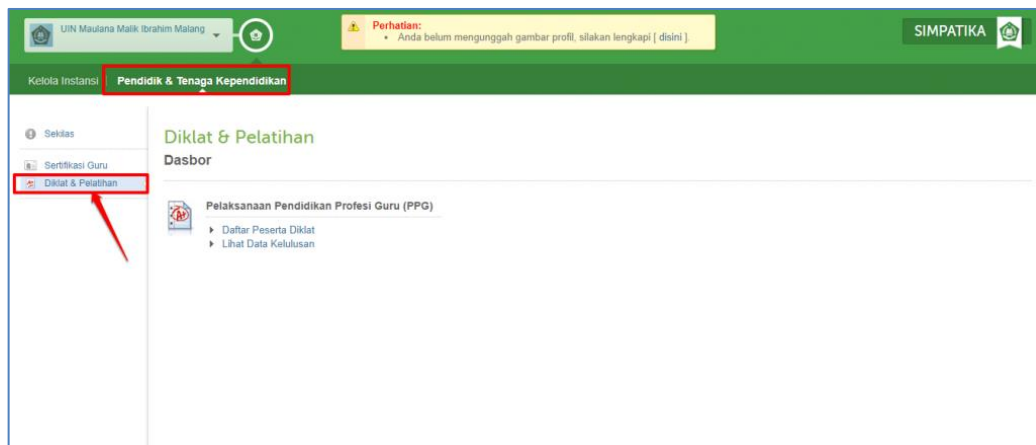 UIN Maulana Malik Ibrahim Malang
Perhatian:
• Anda belum mengunggah gambar profil, silakan lengkapi [ disini ].
SIMPATIKA
Kelola Instansi
Pendidik & Tenaga Kependidikan
Sekilas
Sertifikasi Guru
Diklat & Pelatihan
Diklat & Pelatihan
Dasbor
A+
Pelaksanaan Pendidikan Profesi Guru (PPG)
Daftar Peserta Diklat
Lihat Data Kelulusan